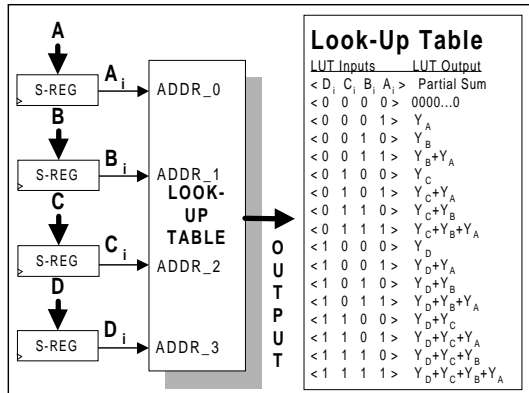 A
S-REG
A i
ADDR_0
B
S-REG
B i
ADDR_1
C
S-REG
C i
ADDR_2
D
S-REG
D i
ADDR_3
LOOK-
UP
TABLE
OUTPUT
Look-Up Table
LUT Inputs LUT Output
< D i C i B i A i > Partial Sum
< 0 0 0 0 > 0000...0
< 0 0 0 1 > Y A
< 0 0 1 0 > Y B
< 0 0 1 1 > Y B +Y A
< 0 1 0 0 > Y C
< 0 1 0 1 > Y C +Y A
< 0 1 1 0 > Y C +Y B
< 0 1 1 1 > Y C +Y B +Y A
< 1 0 0 0 > Y D
< 1 0 0 1 > Y D +Y A
< 1 0 1 0 > Y D +Y B
< 1 0 1 1 > Y D +Y B +Y A
< 1 1 0 0 > Y D +Y C
< 1 1 0 1 > Y D +Y C +Y A
< 1 1 1 0 > Y D +Y C +Y B
< 1 1 1 1 > Y D +Y C +Y B +Y A